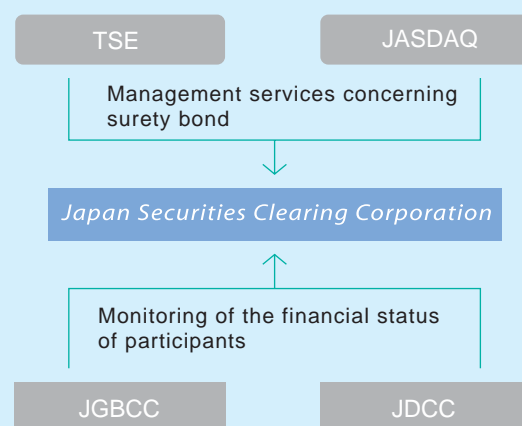 TSE
JASDAQ
Management services concerning
surety bond
Japan Securities Clearing Corporation
Monitoring of the financial status
of participants
JGBCC
JDCC